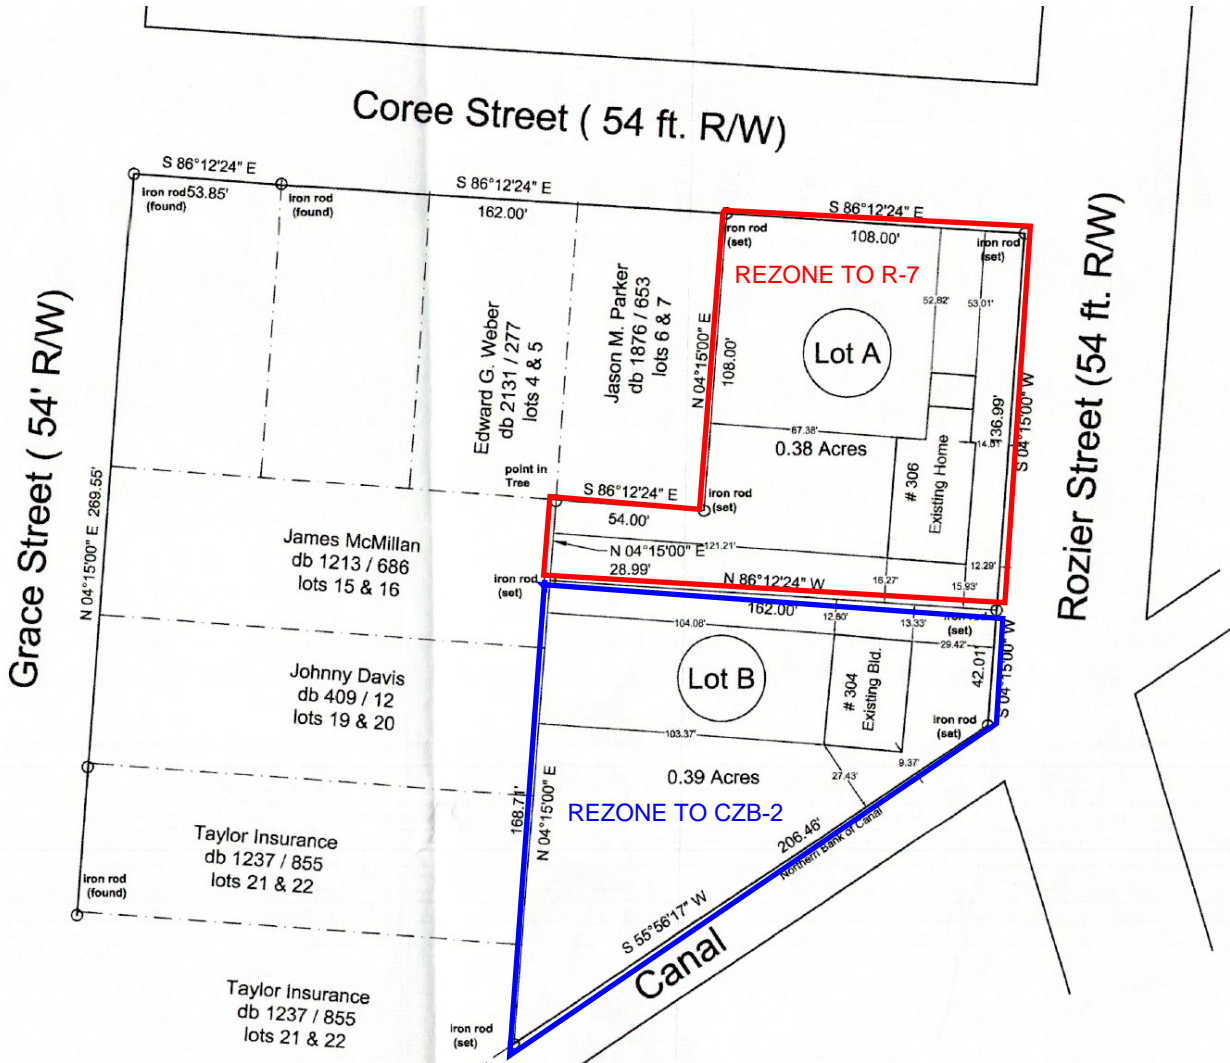 Coree Street ( 54 ft. R/W)
S 86°12'24" E
iron rod
(found)
53.85'
iron rod
(found)
S 86°12'24" E
162.00'
S 86°12'24" E
108.00'
iron rod
(set)
iron rod
(set)
REZONE TO R-7
Lot A
52.82'
53.01'
Edward G. Weber
db 2131 / 277
lots 4 & 5
Jason M. Parker
db 1876 / 653
lots 6 & 7
N 04°15'00" E
108.00'
136.99'
S 04°15'00" W
Rozier Street (54 ft. R/W)
Grace Street ( 54' R/W)
N 04°15'00" E 269.55'
67.38'
0.38 Acres
14.51'
# 306
Existing Home
point in
Tree
S 86°12'24" E
54.00'
iron rod
(set)
N 04°15'00" E
28.99'
121.21'
12.29'
16.27'
15.93'
N 86°12'24" W
162.00'
iron rod
(set)
iron rod
(set)
James McMillan
db 1213 / 686
lots 15 & 16
104.08'
12.60'
13.33'
29.42'
Lot B
# 304
Existing Bld.
42.01'
S 04°15'00" W
iron rod
(set)
Johnny Davis
db 409 / 12
lots 19 & 20
103.37'
9.37'
27.43'
0.39 Acres
REZONE TO CZB-2
168.71'
N 04°15'00" E
206.46'
Northern Bank of Canal
S 55°56'17" W
Canal
Taylor Insurance
db 1237 / 855
lots 21 & 22
iron rod
(found)
Taylor Insurance
db 1237 / 855
lots 21 & 22
iron rod
(set)